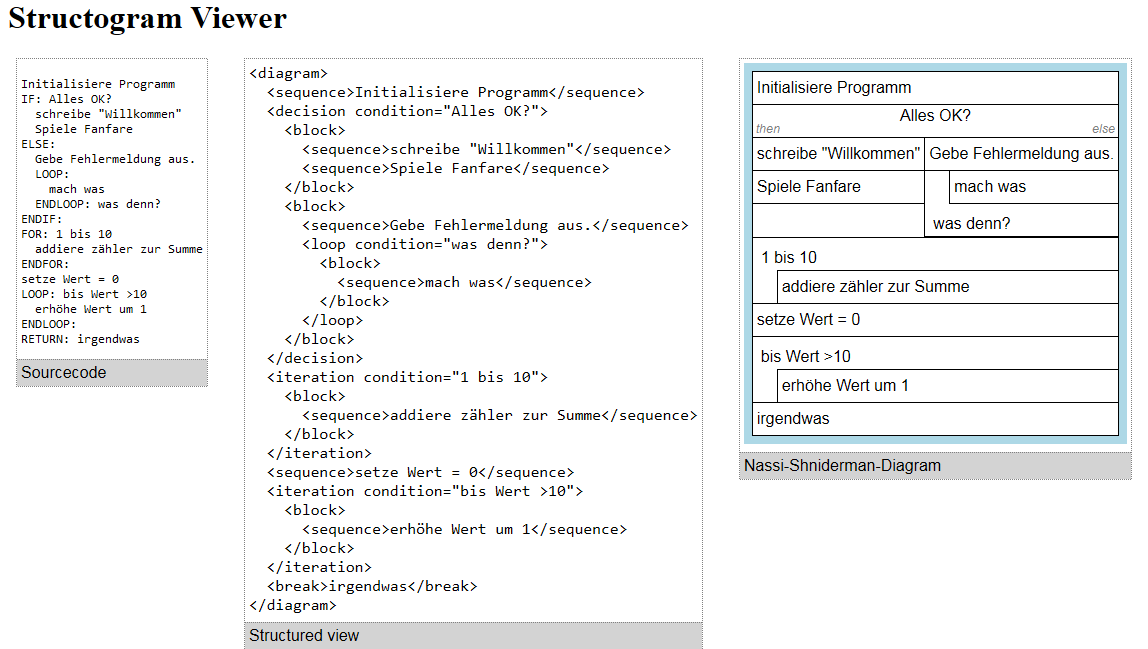 Structogram Viewer
Initialisiere Programm
IF: Alles OK?
  schreibe "Willkommen"
  Spiele Fanfare
ELSE:
  Gebe Fehlermeldung aus.
  LOOP:
    mach was
  ENDLOOP: was denn?
ENDIF:
FOR: 1 bis 10
  addiere zähler zur Summe
ENDFOR:
setze Wert = 0
LOOP: bis Wert >10
  erhöhe Wert um 1
ENDLOOP:
RETURN: irgendwas
Sourcecode
<diagram>
  <sequence>Initialisiere Programm</sequence>
  <decision condition="Alles OK?">
    <block>
      <sequence>schreibe "Willkommen"</sequence>
      <sequence>Spiele Fanfare</sequence>
    </block>
    <block>
      <sequence>Gebe Fehlermeldung aus.</sequence>
      <loop condition="was denn?">
        <block>
          <sequence>mach was</sequence>
        </block>
      </loop>
    </block>
  </decision>
  <iteration condition="1 bis 10">
    <block>
      <sequence>addiere zähler zur Summe</sequence>
    </block>
  </iteration>
  <sequence>setze Wert = 0</sequence>
  <iteration condition="bis Wert >10">
    <block>
      <sequence>erhöhe Wert um 1</sequence>
    </block>
  </iteration>
  <break>irgendwas</break>
</diagram>
Structured view
Initialisiere Programm
Alles OK?
then else
schreibe "Willkommen" Gebe Fehlermeldung aus.
Spiele Fanfare mach was
was denn?
1 bis 10
addiere zähler zur Summe
setze Wert = 0
bis Wert >10
erhöhe Wert um 1
irgendwas
Nassi-Shniderman-Diagram